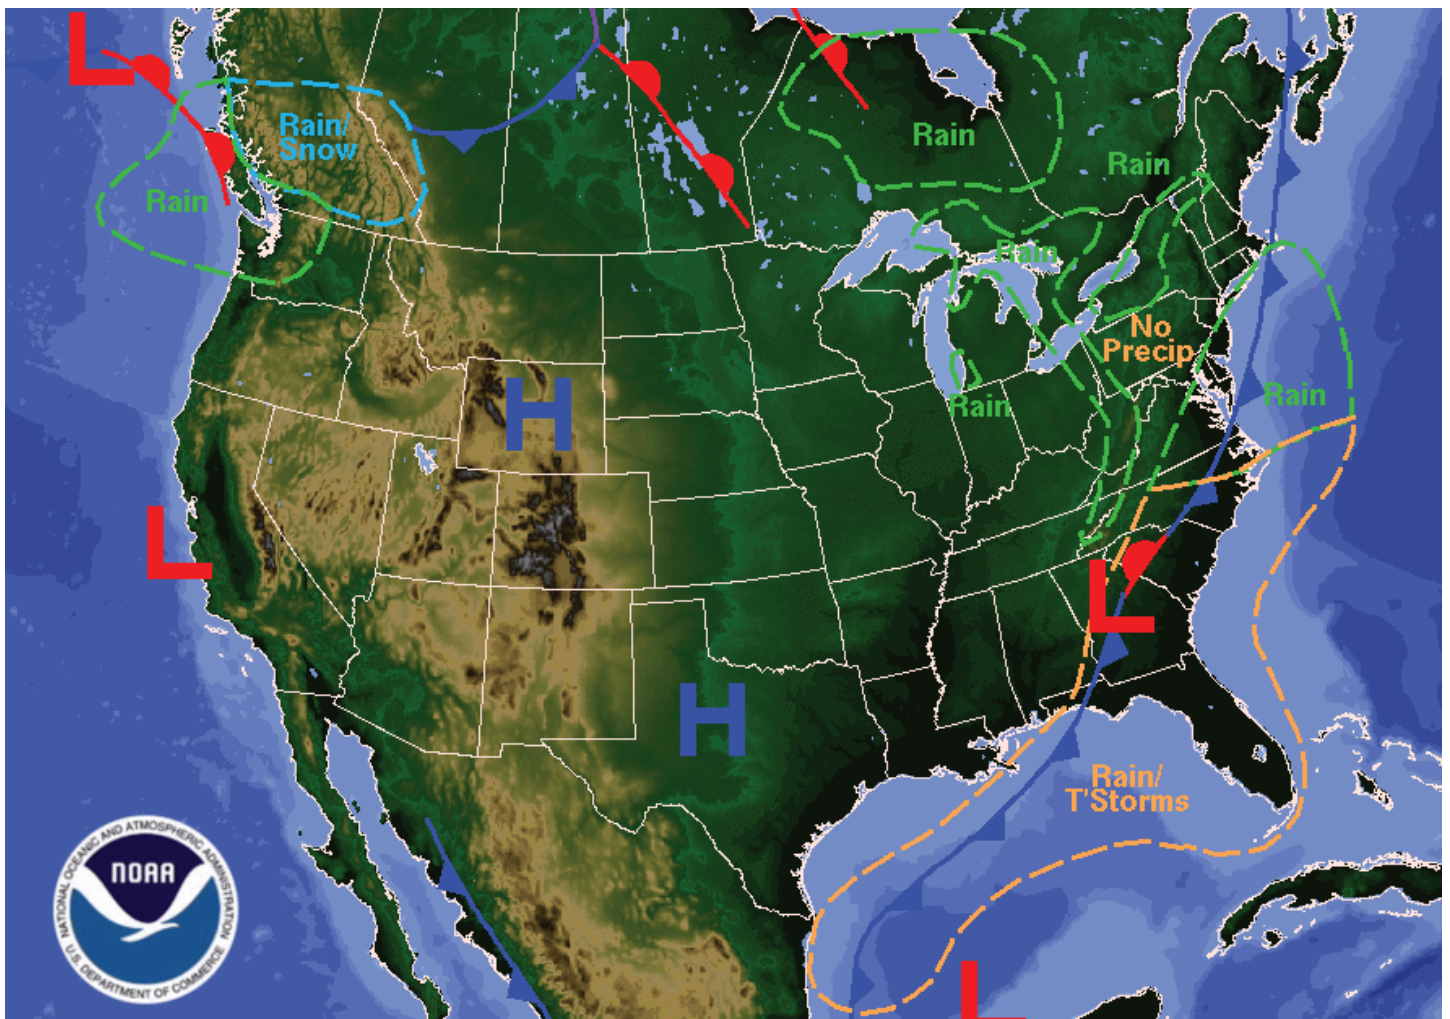 L
Rain/
Snow
Rain
Rain
Rain
Rain
No
Precip
H
Rain
Rain
L
L
H
Rain/
T'Storms
NATIONAL OCEANIC AND ATMOSPHERIC ADMINISTRATION
NOAA
U.S. DEPARTMENT OF COMMERCE
L